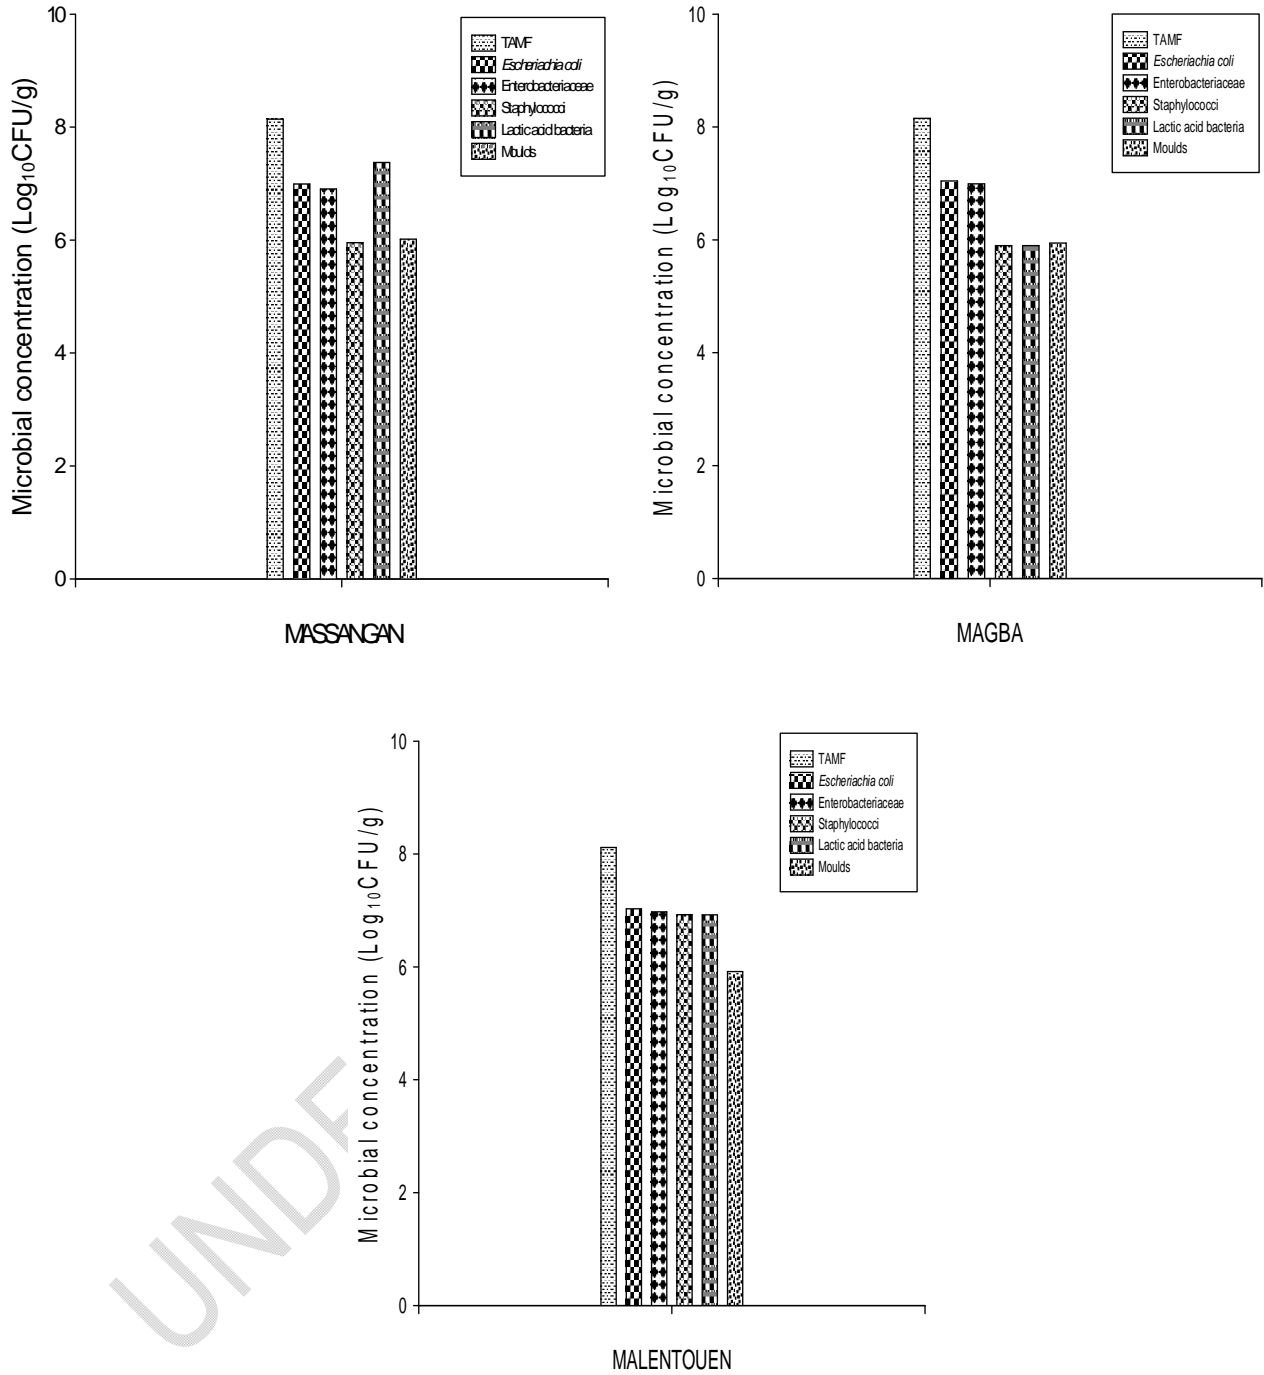 10
8
6
4
2
0
Microbial concentration (Log₁₀CFU/g)
TAMF
Escheriachia coli
Enterobacteriaceae
Staphylococci
Lactic acid bacteria
Moulds
MASSANGAN
10
8
6
4
2
0
Microbial concentration (Log₁₀CFU/g)
TAMF
Escheriachia coli
Enterobacteriaceae
Staphylococci
Lactic acid bacteria
Moulds
MAGBA
10
8
6
4
2
0
Microbial concentration (Log₁₀CFU/g)
TAMF
Escheriachia coli
Enterobacteriaceae
Staphylococci
Lactic acid bacteria
Moulds
MALENTOUEN
UNDE